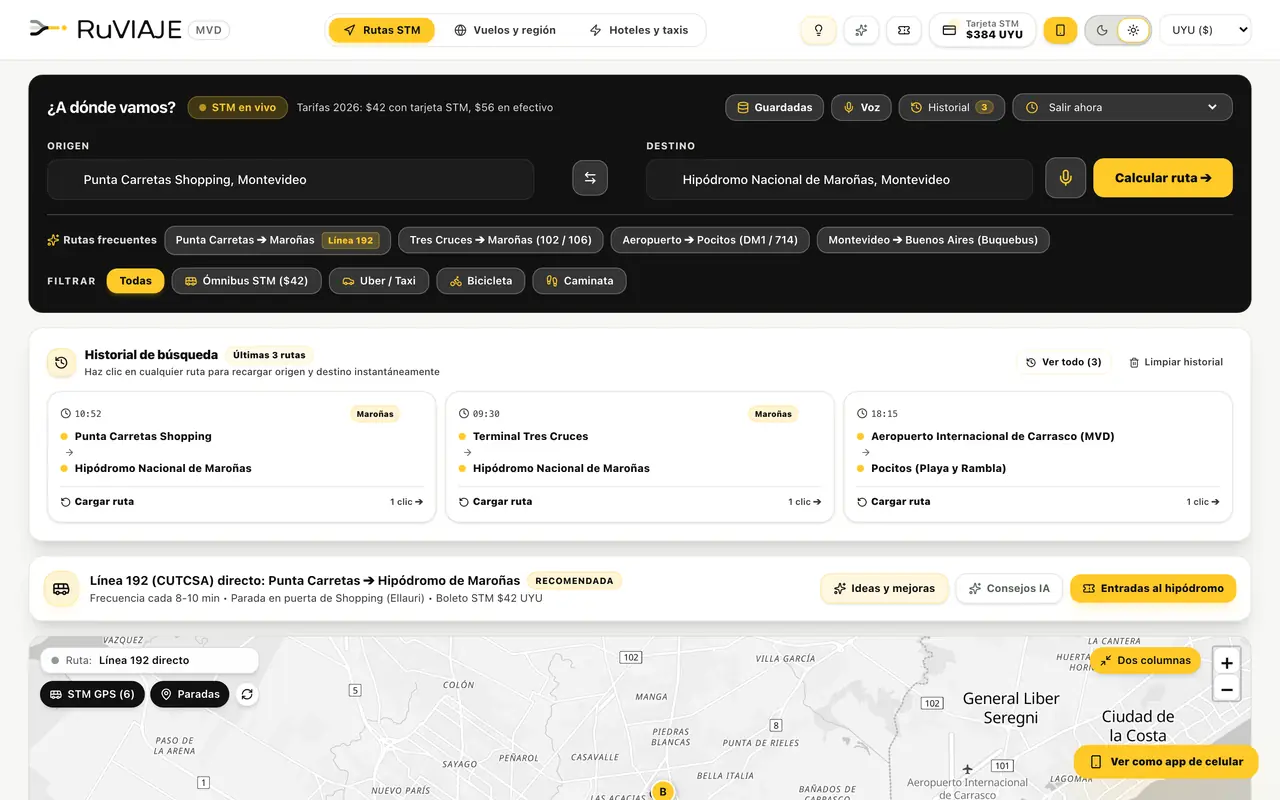 RuVIAJE MVD
Rutas STM
Vuelos y región
Hoteles y taxis
Tarjeta STM
$384 UYU
UYU ($)
¿A dónde vamos?
STM en vivo
Tarifas 2026: $42 con tarjeta STM, $56 en efectivo
Guardadas
Voz
Historial 3
Salir ahora
ORIGEN
DESTINO
Punta Carretas Shopping, Montevideo
Hipódromo Nacional de Maroñas, Montevideo
Calcular ruta ➔
Rutas frecuentes
Punta Carretas ➔ Maroñas Línea 192
Tres Cruces ➔ Maroñas (102 / 106)
Aeropuerto ➔ Pocitos (DM1 / 714)
Montevideo ➔ Buenos Aires (Buquebus)
FILTRAR
Todas
Ómnibus STM ($42)
Uber / Taxi
Bicicleta
Caminata
Historial de búsqueda
Últimas 3 rutas
Haz clic en cualquier ruta para recargar origen y destino instantáneamente
Ver todo (3)
Limpiar historial
10:52
Maroñas
Punta Carretas Shopping
→
Hipódromo Nacional de Maroñas
Cargar ruta
1 clic ➔
09:30
Maroñas
Terminal Tres Cruces
→
Hipódromo Nacional de Maroñas
Cargar ruta
1 clic ➔
18:15
Aeropuerto Internacional de Carrasco (MVD)
→
Pocitos (Playa y Rambla)
Cargar ruta
1 clic ➔
Línea 192 (CUTCSA) directo: Punta Carretas ➔ Hipódromo de Maroñas
RECOMENDADA
Frecuencia cada 8-10 min • Parada en puerta de Shopping (Ellauri) • Boleto STM $42 UYU
Ideas y mejoras
Consejos IA
Entradas al hipódromo
VÁZQUEZ
LA CANTERA
Ruta: Línea 192 directo
102
VILLA GARCÍA
HUERTA
HOR
Dos columnas
+
−
STM GPS (6)
Paradas
5
COLÓN
MANGA
102
General Liber
Seregni
Ciudad de
la Costa
PASO DE
LA ARENA
PIEDRAS
BLANCAS
8
PUNTA DE RIELES
SAYAGO
PEÑAROL
CASAVALLE
BELLA ITALIA
101
Ver como app de celular
1
NUEVO PARÍS
LAS ACACIAS
B
BAÑADOS DE
CARRASCO
Aeropuerto Internacional
de Carrasco
LAGOMAR